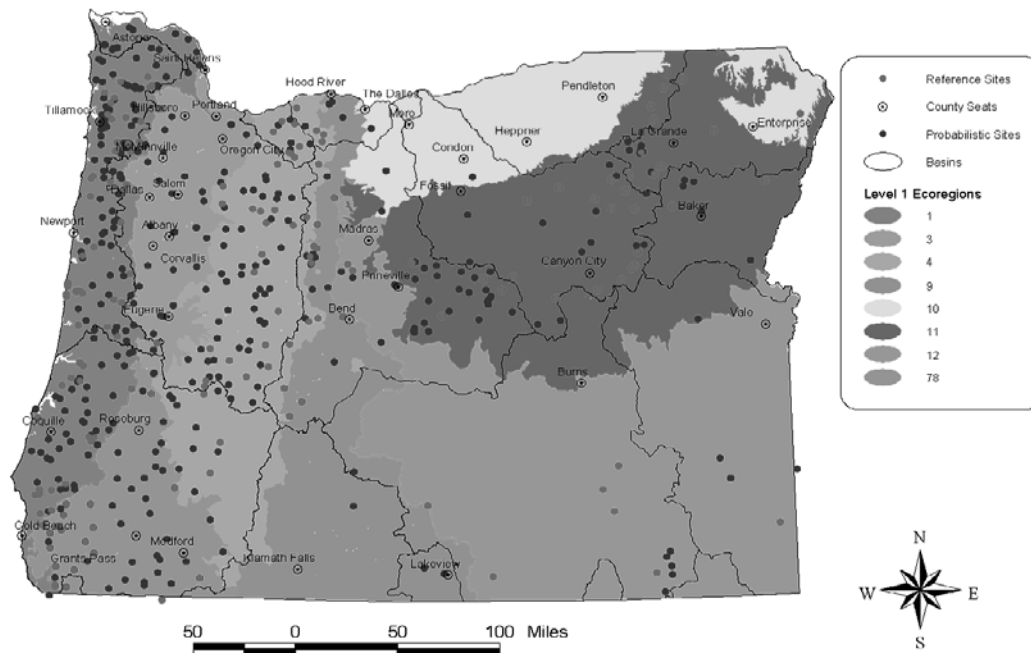 Astoria
Saint Helens
Hood River
The Dalles
Pendleton
Tillamook
Hillsboro
Portland
Moro
Enterprise
La Grande
Heppner
McMinnville
Oregon City
Condon
Dallas
Salem
Fossil
Baker
Newport
Albany
Madras
Corvallis
Canyon City
Prineville
Eugene
Bend
Vale
Burns
Coquille
Roseburg
Gold Beach
Grants Pass
Medford
Klamath Falls
Lakeview
Reference Sites
County Seats
Probabilistic Sites
Basins
Level 1 Ecoregions
1
3
4
9
10
11
12
78
N
W E
S
50 0 50 100 Miles